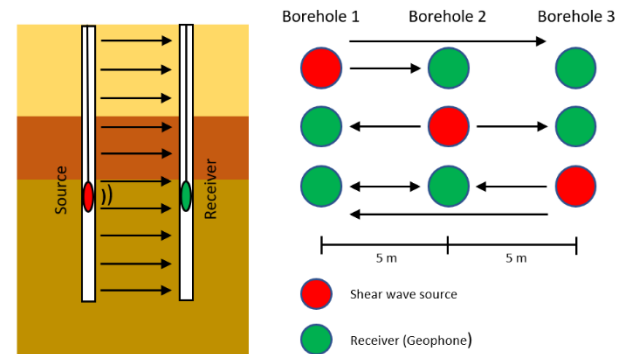 Source
Receiver
Borehole 1 Borehole 2 Borehole 3
5 m 5 m
Shear wave source
Receiver (Geophone)